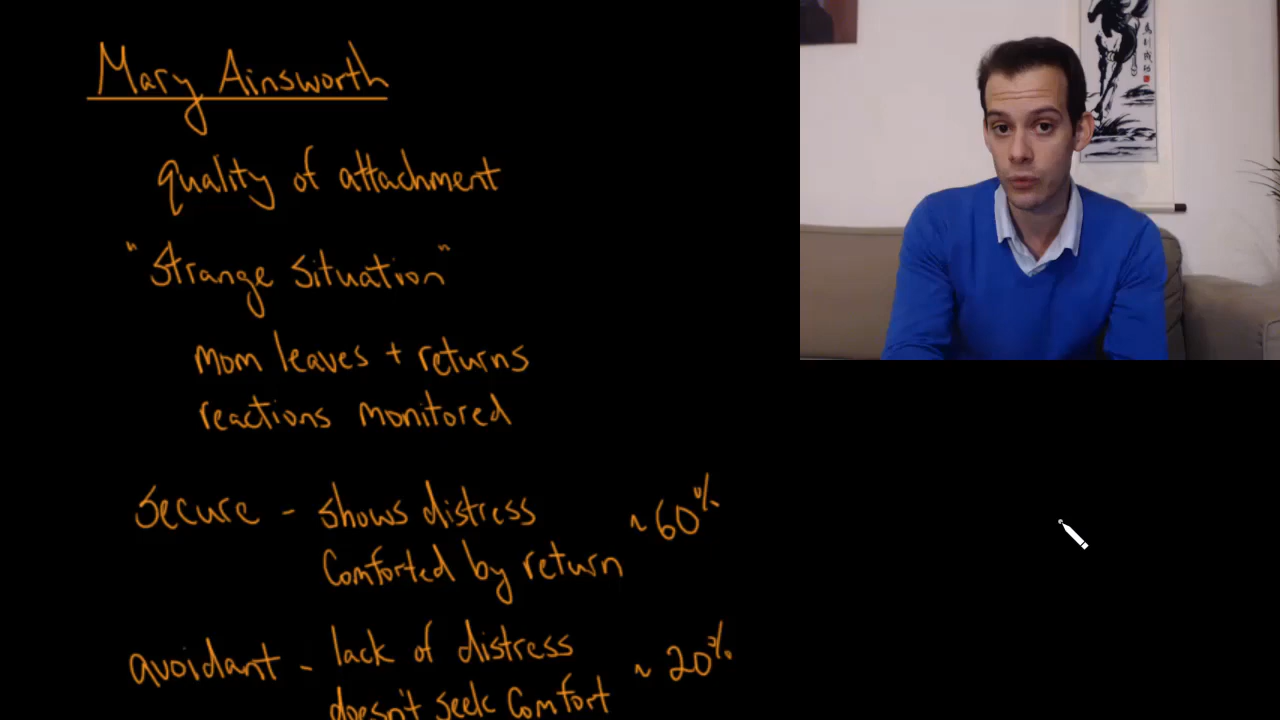 Mary Ainsworth
quality of attachment
"Strange Situation"
mom leaves + returns
reactions monitored
secure - shows distress ~60%
comforted by return
avoidant - lack of distress ~20%
doesn't seek comfort